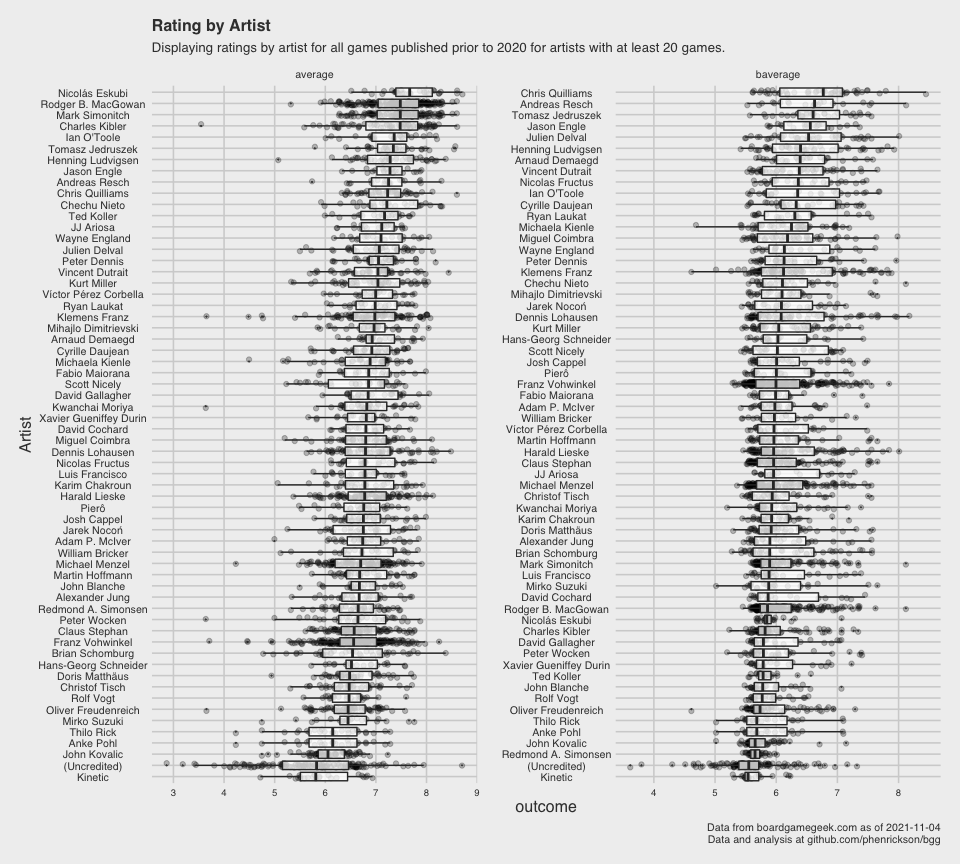 Rating by Artist
Displaying ratings by artist for all games published prior to 2020 for artists with at least 20 games.
average
Nicolás Eskubi
Rodger B. MacGowan
Mark Simonitch
Charles Kibler
Ian O'Toole
Tomasz Jedruszek
Henning Ludvigsen
Jason Engle
Andreas Resch
Chris Quilliams
Chechu Nieto
Ted Koller
JJ Ariosa
Wayne England
Julien Delval
Peter Dennis
Vincent Dutrait
Kurt Miller
Víctor Pérez Corbella
Ryan Laukat
Klemens Franz
Mihajlo Dimitrievski
Arnaud Demaegd
Cyrille Daujean
Michaela Kienle
Fabio Maiorana
Scott Nicely
David Gallagher
Kwanchai Moriya
Xavier Gueniffey Durin
David Cochard
Miguel Coimbra
Dennis Lohausen
Nicolas Fructus
Luis Francisco
Karim Chakroun
Harald Lieske
Pierô
Josh Cappel
Jarek Nocoń
Adam P. McIver
William Bricker
Michael Menzel
Martin Hoffmann
John Blanche
Alexander Jung
Redmond A. Simonsen
Peter Wocken
Claus Stephan
Franz Vohwinkel
Brian Schomburg
Hans-Georg Schneider
Doris Matthäus
Christof Tisch
Rolf Vogt
Oliver Freudenreich
Mirko Suzuki
Thilo Rick
Anke Pohl
John Kovalic
(Uncredited)
Kinetic
3 4 5 6 7 8 9
baverage
Chris Quilliams
Andreas Resch
Tomasz Jedruszek
Jason Engle
Julien Delval
Henning Ludvigsen
Arnaud Demaegd
Vincent Dutrait
Nicolas Fructus
Ian O'Toole
Cyrille Daujean
Ryan Laukat
Michaela Kienle
Miguel Coimbra
Wayne England
Peter Dennis
Klemens Franz
Chechu Nieto
Mihajlo Dimitrievski
Jarek Nocoń
Dennis Lohausen
Kurt Miller
Hans-Georg Schneider
Scott Nicely
Josh Cappel
Pierô
Franz Vohwinkel
Fabio Maiorana
Adam P. McIver
William Bricker
Víctor Pérez Corbella
Martin Hoffmann
Harald Lieske
Claus Stephan
JJ Ariosa
Michael Menzel
Christof Tisch
Kwanchai Moriya
Karim Chakroun
Doris Matthäus
Alexander Jung
Brian Schomburg
Mark Simonitch
Luis Francisco
Mirko Suzuki
David Cochard
Rodger B. MacGowan
Nicolás Eskubi
Charles Kibler
David Gallagher
Peter Wocken
Xavier Gueniffey Durin
Ted Koller
John Blanche
Rolf Vogt
Oliver Freudenreich
Thilo Rick
Anke Pohl
John Kovalic
Redmond A. Simonsen
(Uncredited)
Kinetic
4 5 6 7 8
Artist
outcome
Data from boardgamegeek.com as of 2021-11-04
Data and analysis at github.com/phenrickson/bgg